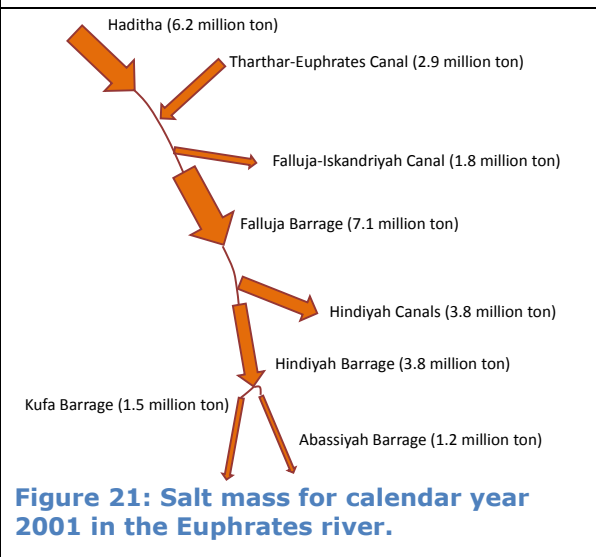 Haditha (6.2 million ton)
Tharthar-Euphrates Canal (2.9 million ton)
Falluja-Iskandriyah Canal (1.8 million ton)
Falluja Barrage (7.1 million ton)
Hindiyah Canals (3.8 million ton)
Hindiyah Barrage (3.8 million ton)
Kufa Barrage (1.5 million ton)
Abassiyah Barrage (1.2 million ton)
Figure 21: Salt mass for calendar year
2001 in the Euphrates river.